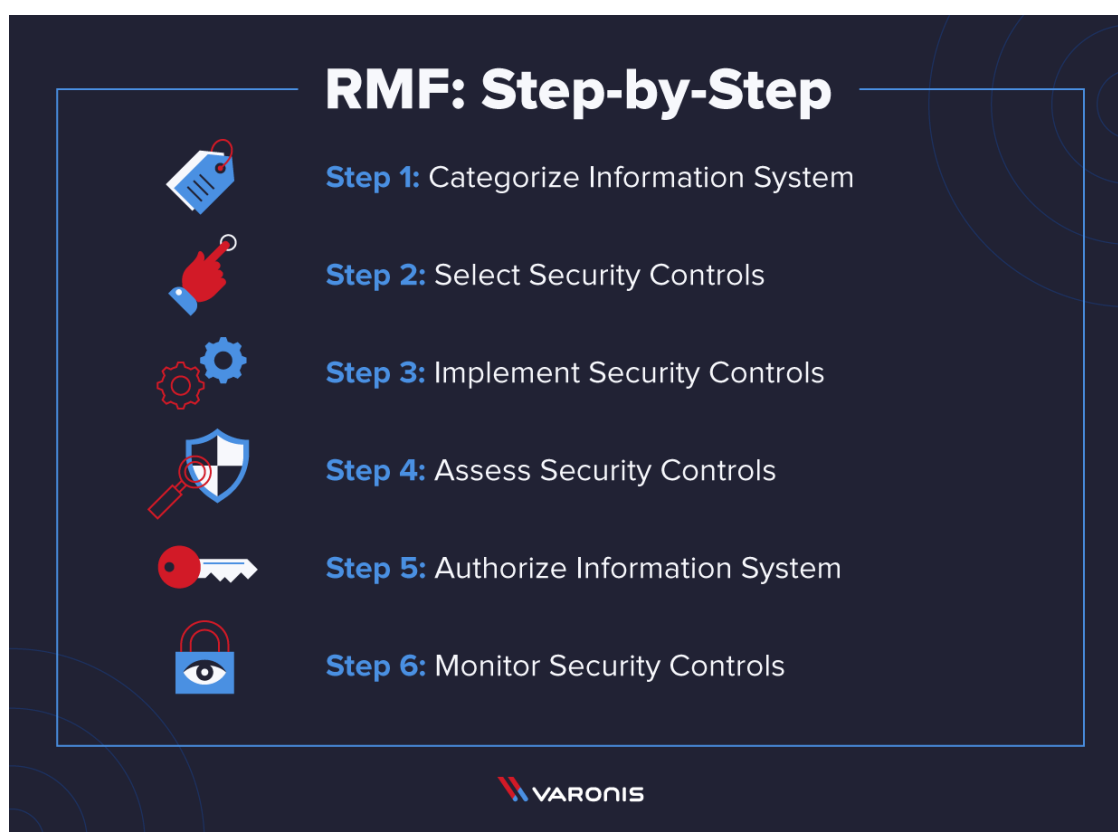 RMF: Step-by-Step
Step 1: Categorize Information System
Step 2: Select Security Controls
Step 3: Implement Security Controls
Step 4: Assess Security Controls
Step 5: Authorize Information System
Step 6: Monitor Security Controls
VARONIS